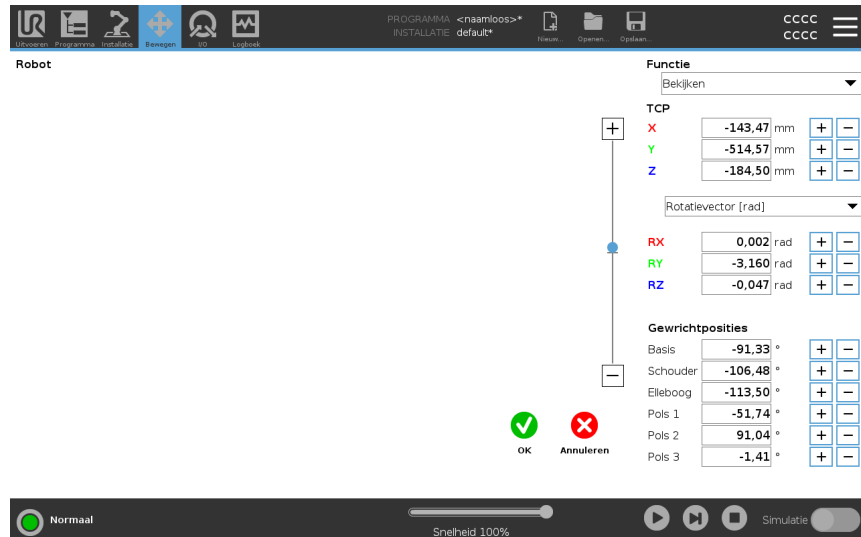 PROGRAMMA <naamloos>*
INSTALLATIE default*
CCCC
CCCC
Uitvoeren Programma Installatie Bewegen I/O Logboek
Nieuw... Openen... Opslaan...
Robot
Functie
Bekijken
TCP
X -143,47 mm + −
Y -514,57 mm + −
Z -184,50 mm + −
Rotatievector [rad]
RX 0,002 rad + −
RY -3,160 rad + −
RZ -0,047 rad + −
Gewrichtposities
Basis -91,33 ° + −
Schouder -106,48 ° + −
Elleboog -113,50 ° + −
Pols 1 -51,74 ° + −
Pols 2 91,04 ° + −
Pols 3 -1,41 ° + −
OK Annuleren
Normaal
Snelheid 100%
Simulatie